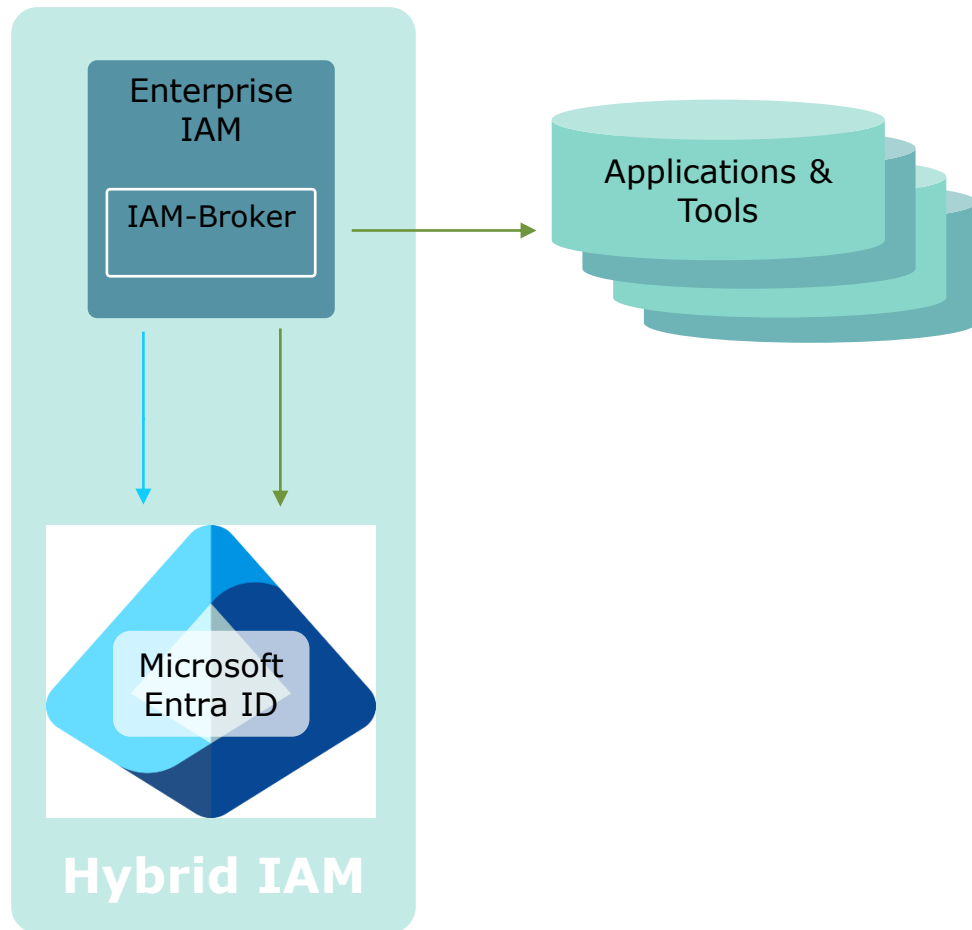 Enterprise
IAM
IAM-Broker
Applications &
Tools
Microsoft
Entra ID
Hybrid IAM